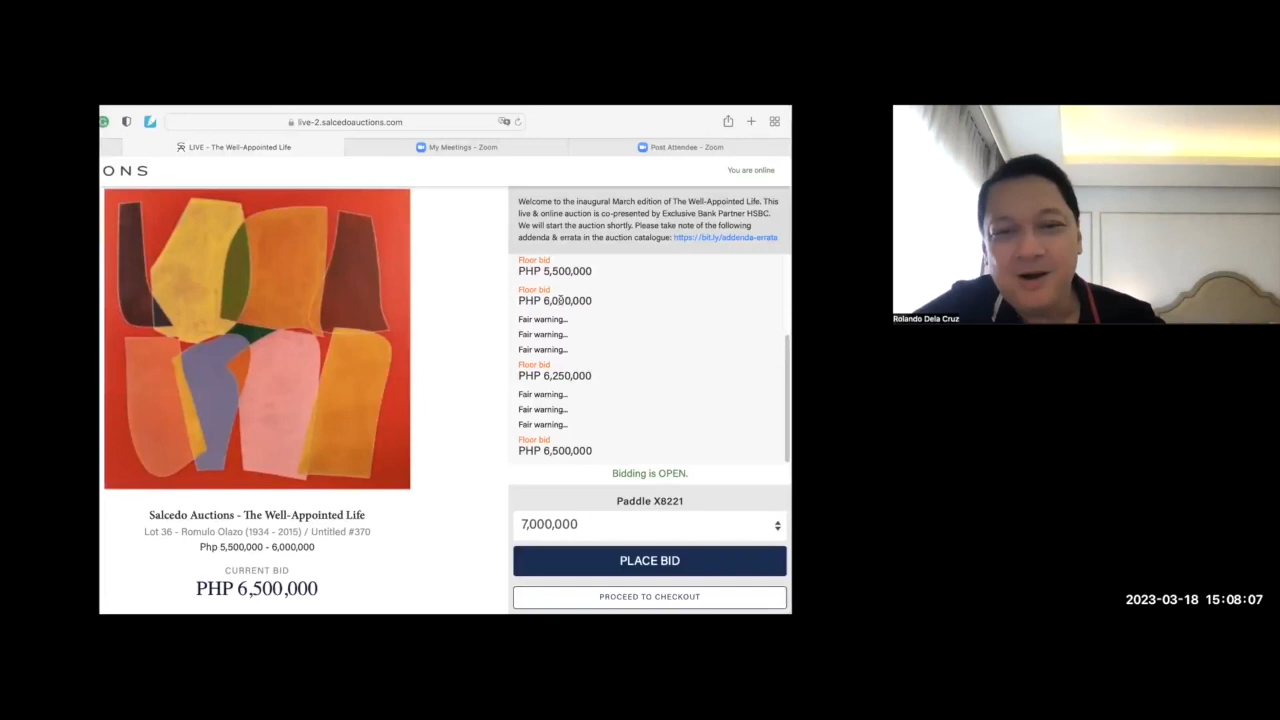 live-2.salcedoauctions.com
LIVE - The Well-Appointed Life
My Meetings - Zoom
Post Attendee - Zoom
ONS
You are online
Welcome to the inaugural March edition of The Well-Appointed Life. This
live & online auction is co-presented by Exclusive Bank Partner HSBC.
We will start the auction shortly. Please take note of the following
addenda & errata in the auction catalogue: https://bit.ly/addenda-errata
Floor bid
PHP 5,500,000
Floor bid
PHP 6,000,000
Fair warning...
Fair warning...
Fair warning...
Floor bid
PHP 6,250,000
Fair warning...
Fair warning...
Fair warning...
Floor bid
PHP 6,500,000
Bidding is OPEN.
Paddle X8221
7,000,000
PLACE BID
PROCEED TO CHECKOUT
Salcedo Auctions - The Well-Appointed Life
Lot 36 - Romulo Olazo (1934 - 2015) / Untitled #370
Php 5,500,000 - 6,000,000
CURRENT BID
PHP 6,500,000
Rolando Dela Cruz
2023-03-18 15:08:07